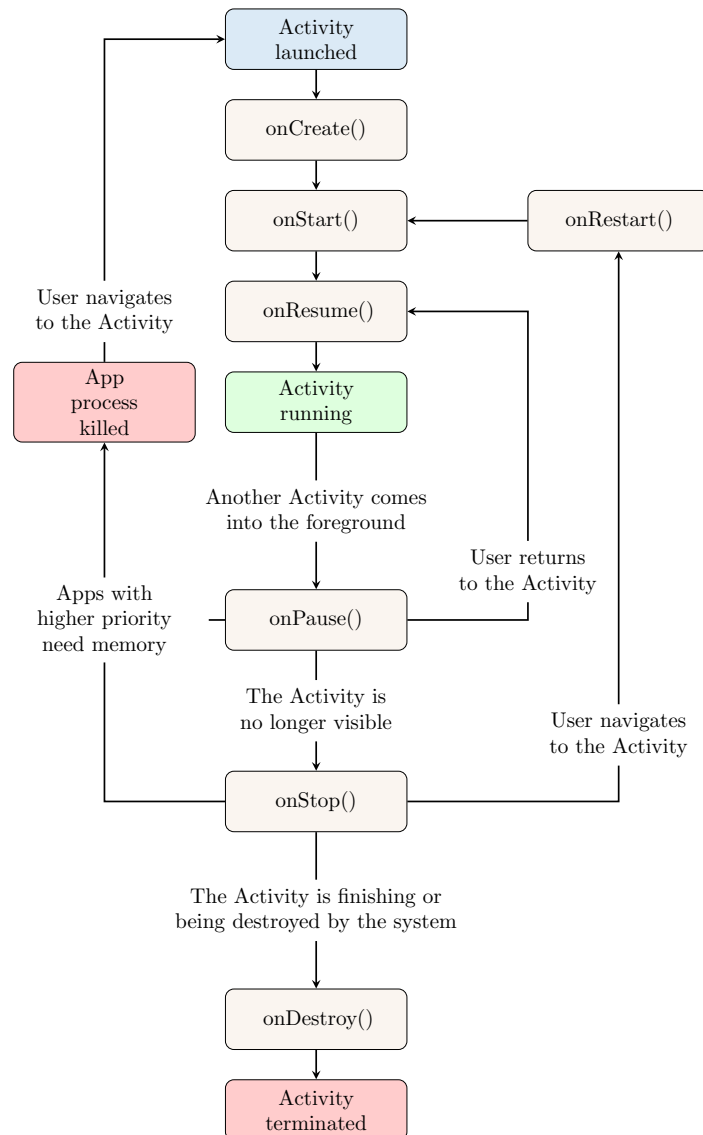 Activity
launched
onCreate()
onStart()
onRestart()
User navigates
to the Activity
onResume()
App
process
killed
Activity
running
Another Activity comes
into the foreground
User returns
to the Activity
Apps with
higher priority
need memory
onPause()
The Activity is
no longer visible
User navigates
to the Activity
onStop()
The Activity is finishing or
being destroyed by the system
onDestroy()
Activity
terminated